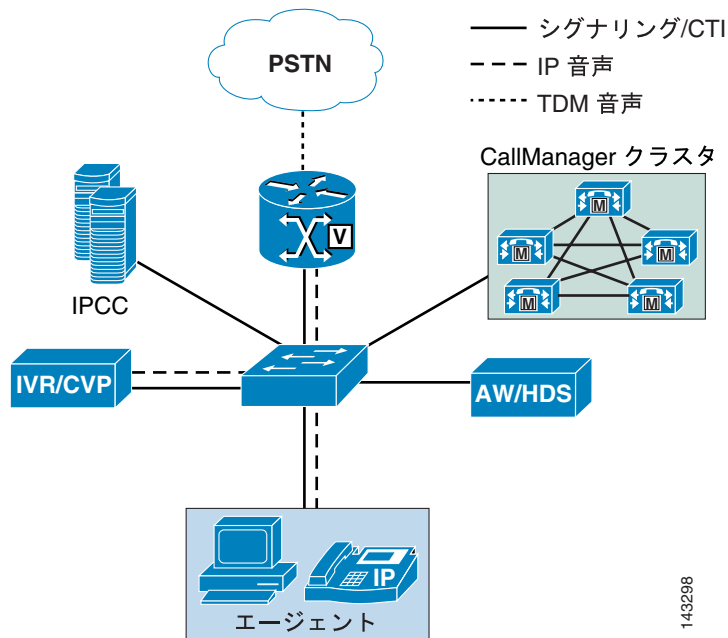 PSTN
シグナリング/CTI
IP 音声
TDM 音声
CallManager クラスタ
M
V
M
M
M
M
IPCC
IVR/CVP
AW/HDS
IP
エージェント
143298